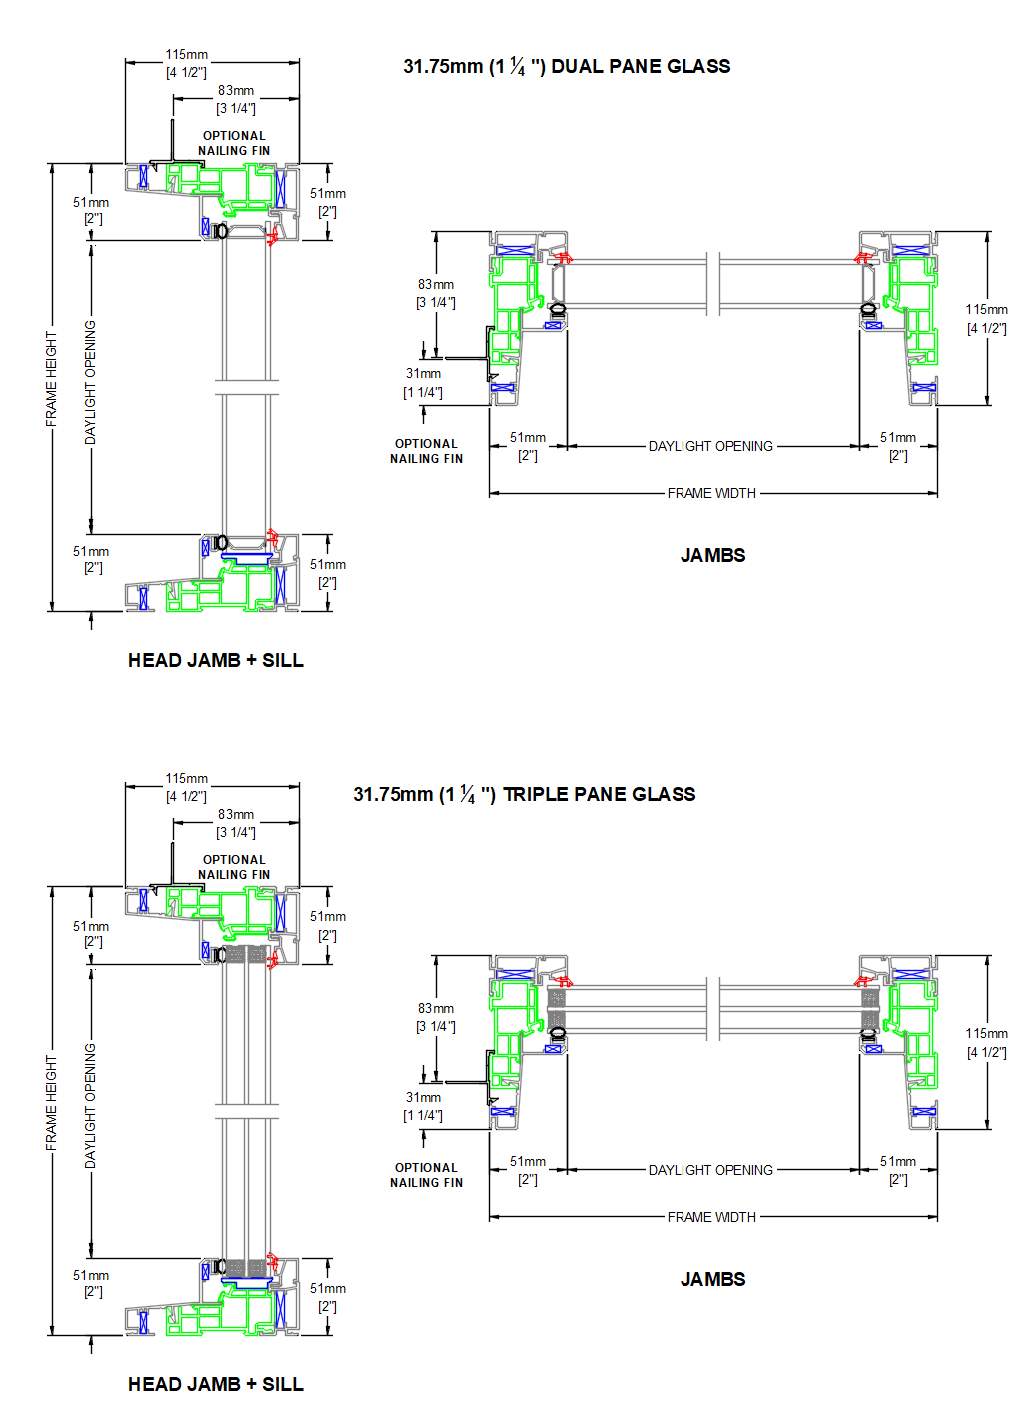 31.75mm (1 1/4 ") DUAL PANE GLASS
115mm
[4 1/2"]
83mm
[3 1/4"]
OPTIONAL
NAILING FIN
51mm
[2"]
51mm
[2"]
FRAME HEIGHT
DAYLIGHT OPENING
51mm
[2"]
51mm
[2"]
HEAD JAMB + SILL
83mm
[3 1/4"]
115mm
[4 1/2"]
31mm
[1 1/4"]
OPTIONAL
NAILING FIN
51mm
[2"]
DAYLIGHT OPENING
51mm
[2"]
FRAME WIDTH
JAMBS
31.75mm (1 1/4 ") TRIPLE PANE GLASS
115mm
[4 1/2"]
83mm
[3 1/4"]
OPTIONAL
NAILING FIN
51mm
[2"]
51mm
[2"]
FRAME HEIGHT
DAYLIGHT OPENING
51mm
[2"]
51mm
[2"]
HEAD JAMB + SILL
83mm
[3 1/4"]
115mm
[4 1/2"]
31mm
[1 1/4"]
OPTIONAL
NAILING FIN
51mm
[2"]
DAYLIGHT OPENING
51mm
[2"]
FRAME WIDTH
JAMBS